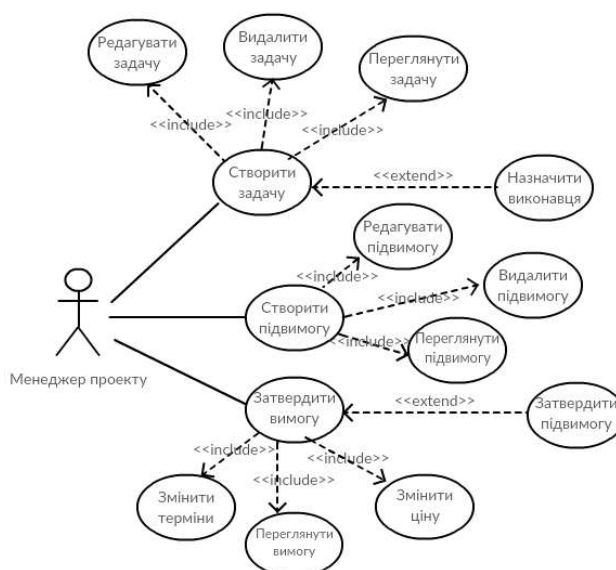 Редагувати
задачу
Видалити
задачу
Переглянути
задачу
<<include>>
<<include>>
<<include>>
Створити
задачу
<<extend>>
Назначити
виконавця
Редагувати
підвимогу
<<include>>
Видалити
підвимогу
<<include>>
Створити
підвимогу
<<include>>
Переглянути
підвимогу
Менеджер проекту
Затвердити
вимогу
<<extend>>
Затвердити
підвимогу
<<include>>
<<include>>
<<include>>
Змінити
терміни
Переглянути
вимогу
Змінити
ціну